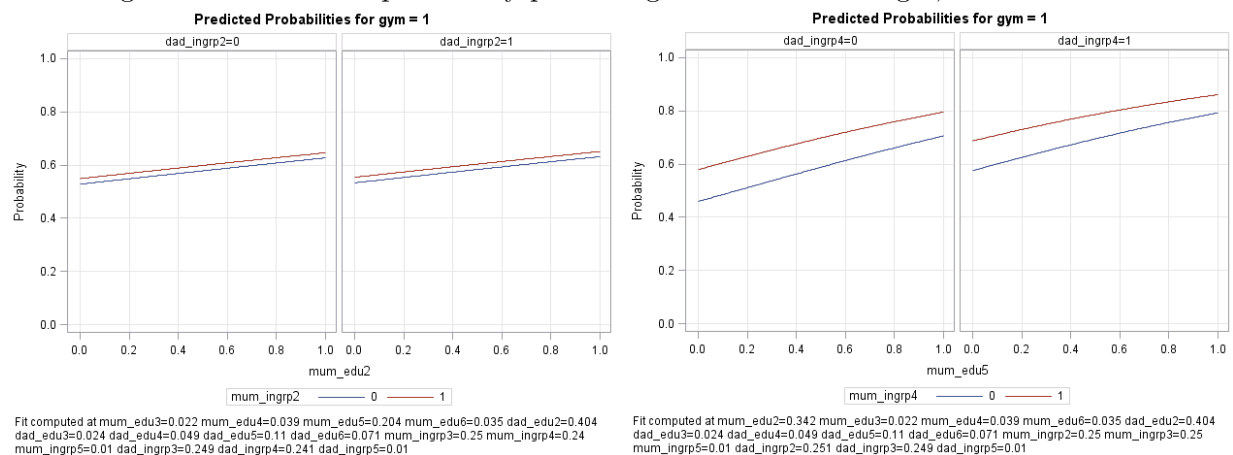 Predicted Probabilities for gym = 1
dad_ingrp2=0 dad_ingrp2=1
Probability
1.0
0.8
0.6
0.4
0.2
0.0
0.0 0.2 0.4 0.6 0.8 1.0 0.0 0.2 0.4 0.6 0.8 1.0
mum_edu2
mum_ingrp2 0 1
Fit computed at mum_edu3=0.022 mum_edu4=0.039 mum_edu5=0.204 mum_edu6=0.035 dad_edu2=0.404
dad_edu3=0.024 dad_edu4=0.049 dad_edu5=0.11 dad_edu6=0.071 mum_ingrp3=0.25 mum_ingrp4=0.24
mum_ingrp5=0.01 dad_ingrp3=0.249 dad_ingrp4=0.241 dad_ingrp5=0.01
Predicted Probabilities for gym = 1
dad_ingrp4=0 dad_ingrp4=1
Probability
1.0
0.8
0.6
0.4
0.2
0.0
0.0 0.2 0.4 0.6 0.8 1.0 0.0 0.2 0.4 0.6 0.8 1.0
mum_edu5
mum_ingrp4 0 1
Fit computed at mum_edu2=0.342 mum_edu3=0.022 mum_edu4=0.039 mum_edu6=0.035 dad_edu2=0.404
dad_edu3=0.024 dad_edu4=0.049 dad_edu5=0.11 dad_edu6=0.071 mum_ingrp2=0.25 mum_ingrp3=0.25
mum_ingrp5=0.01 dad_ingrp2=0.251 dad_ingrp3=0.249 dad_ingrp5=0.01